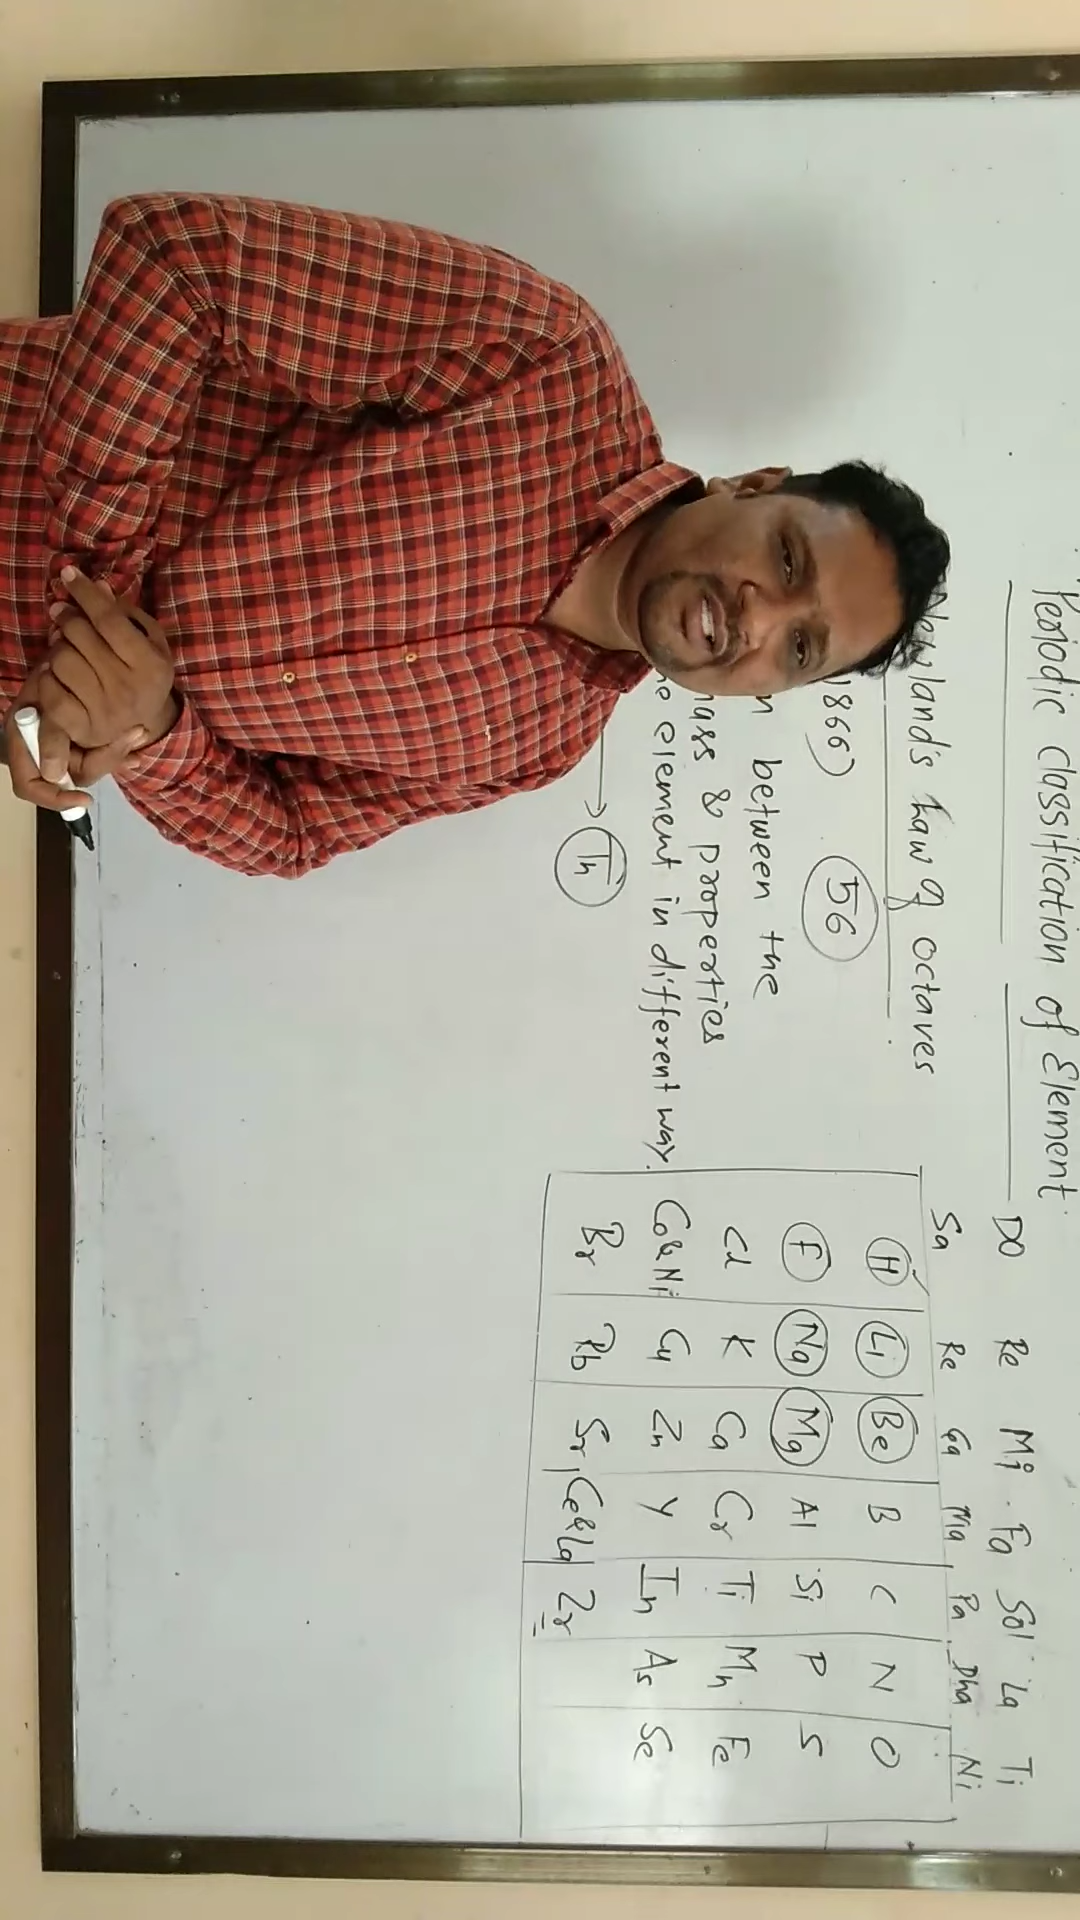 Periodic classification of Element
Newlands Law of octaves
1866) 56
between the
mass & properties
element in different way.
Th
DO Re Mi Fa Sol La Ti
Sa Re Ga Ma Pa Dha Ni
H Li Be B C N O
F Na Mg Al Si P S
Cl K Ca Cr Ti Mn Fe
Co&Ni Cu Zn Y In As Se
Br Rb Sr Ce&La Zr